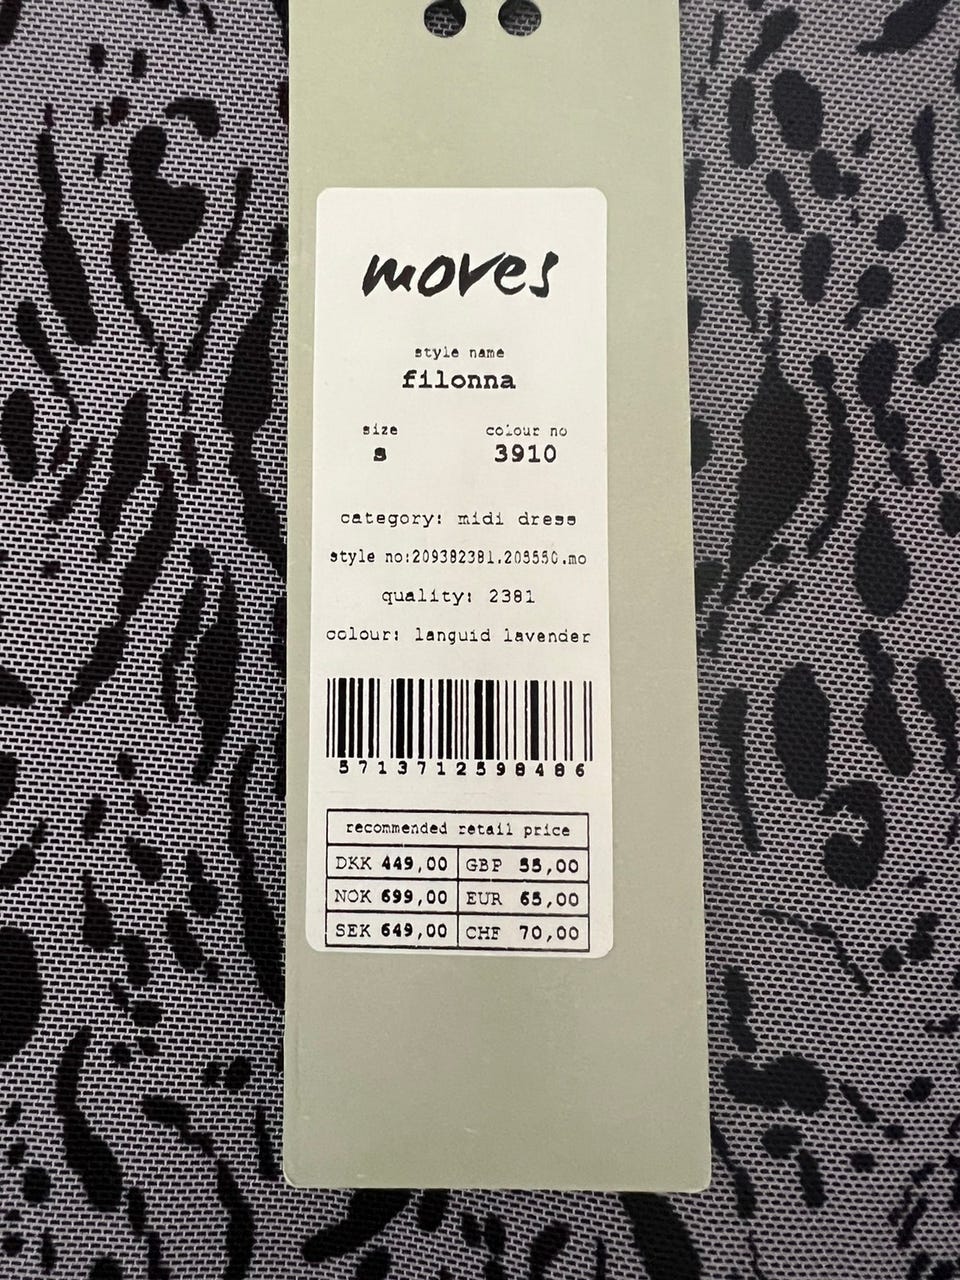 moves
style name
filonna
size colour no
s 3910
category: midi dress
style no:209382381.205550.mo
quality: 2381
colour: languid lavender
5713712598486
recommended retail price
DKK 449,00 GBP 55,00
NOK 699,00 EUR 65,00
SEK 649,00 CHF 70,00